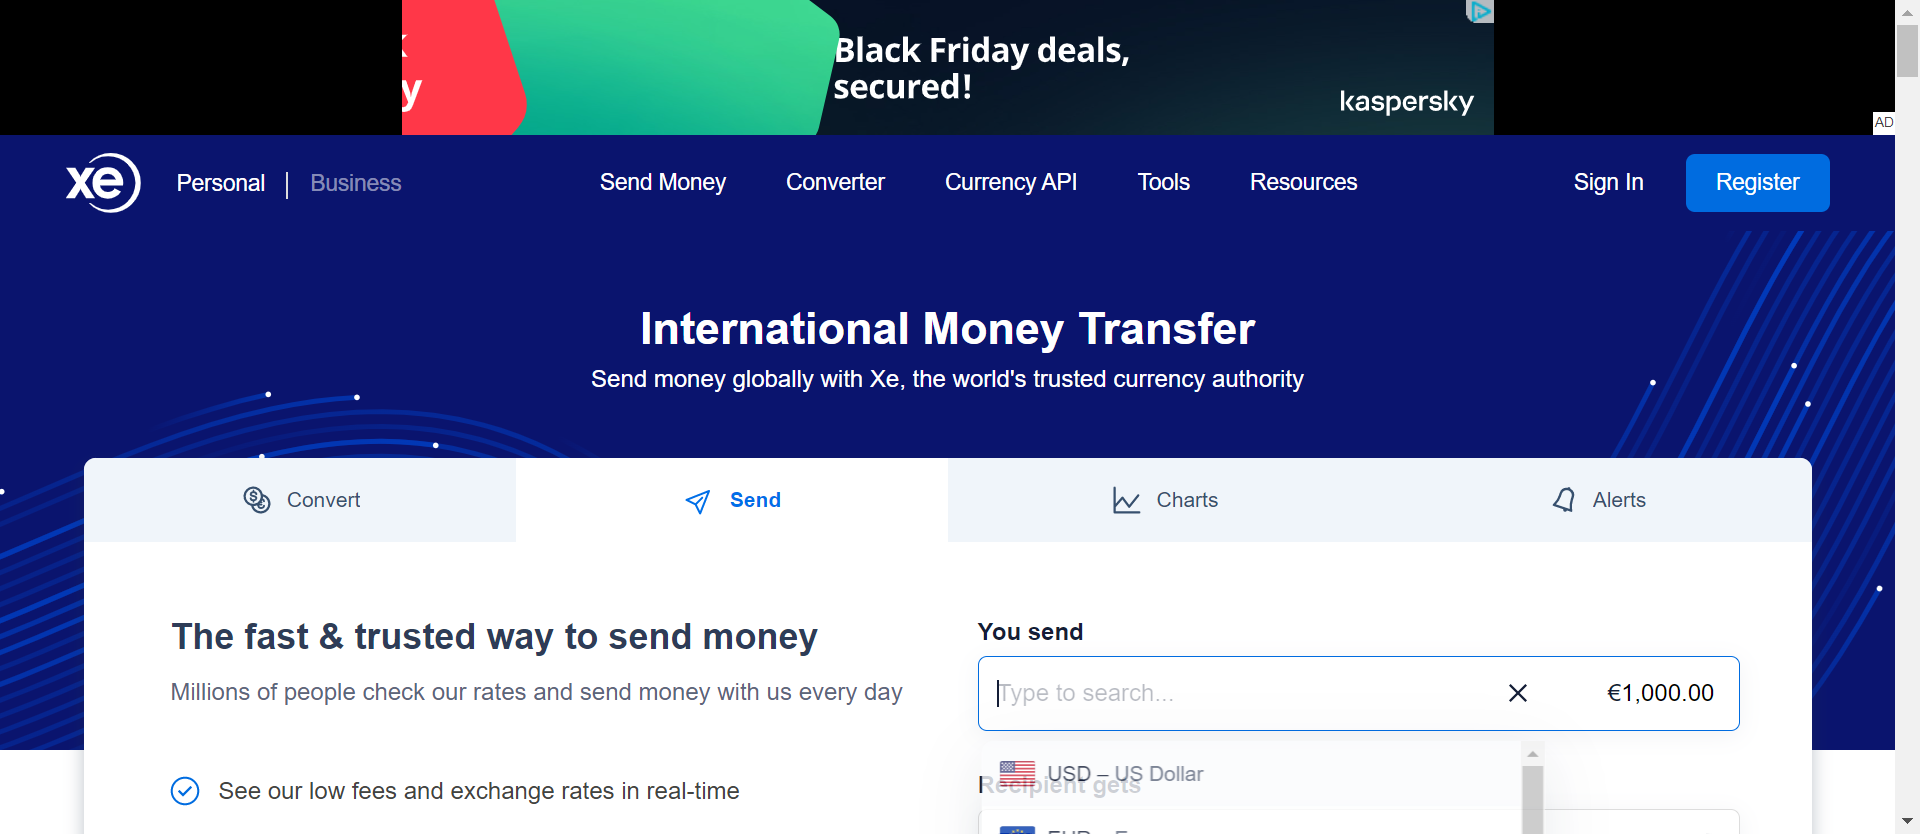 Black Friday deals,
secured!
kaspersky
AD
xe
Personal | Business
Send Money
Converter
Currency API
Tools
Resources
Sign In
Register
International Money Transfer
Send money globally with Xe, the world's trusted currency authority
Convert
Send
Charts
Alerts
The fast & trusted way to send money
Millions of people check our rates and send money with us every day
See our low fees and exchange rates in real-time
You send
Type to search...
€1,000.00
Recipient gets
USD – US Dollar